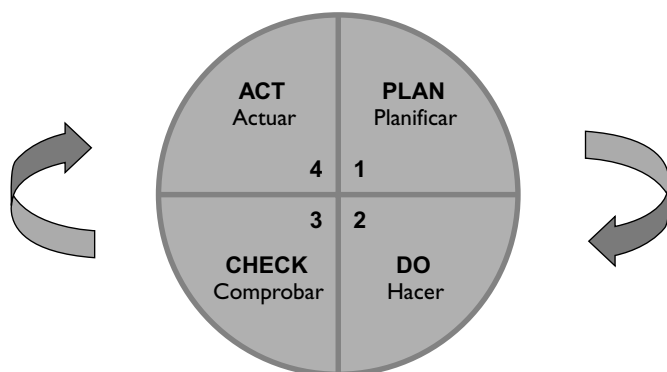 ACT
Actuar
PLAN
Planificar
4
1
3
2
CHECK
Comprobar
DO
Hacer